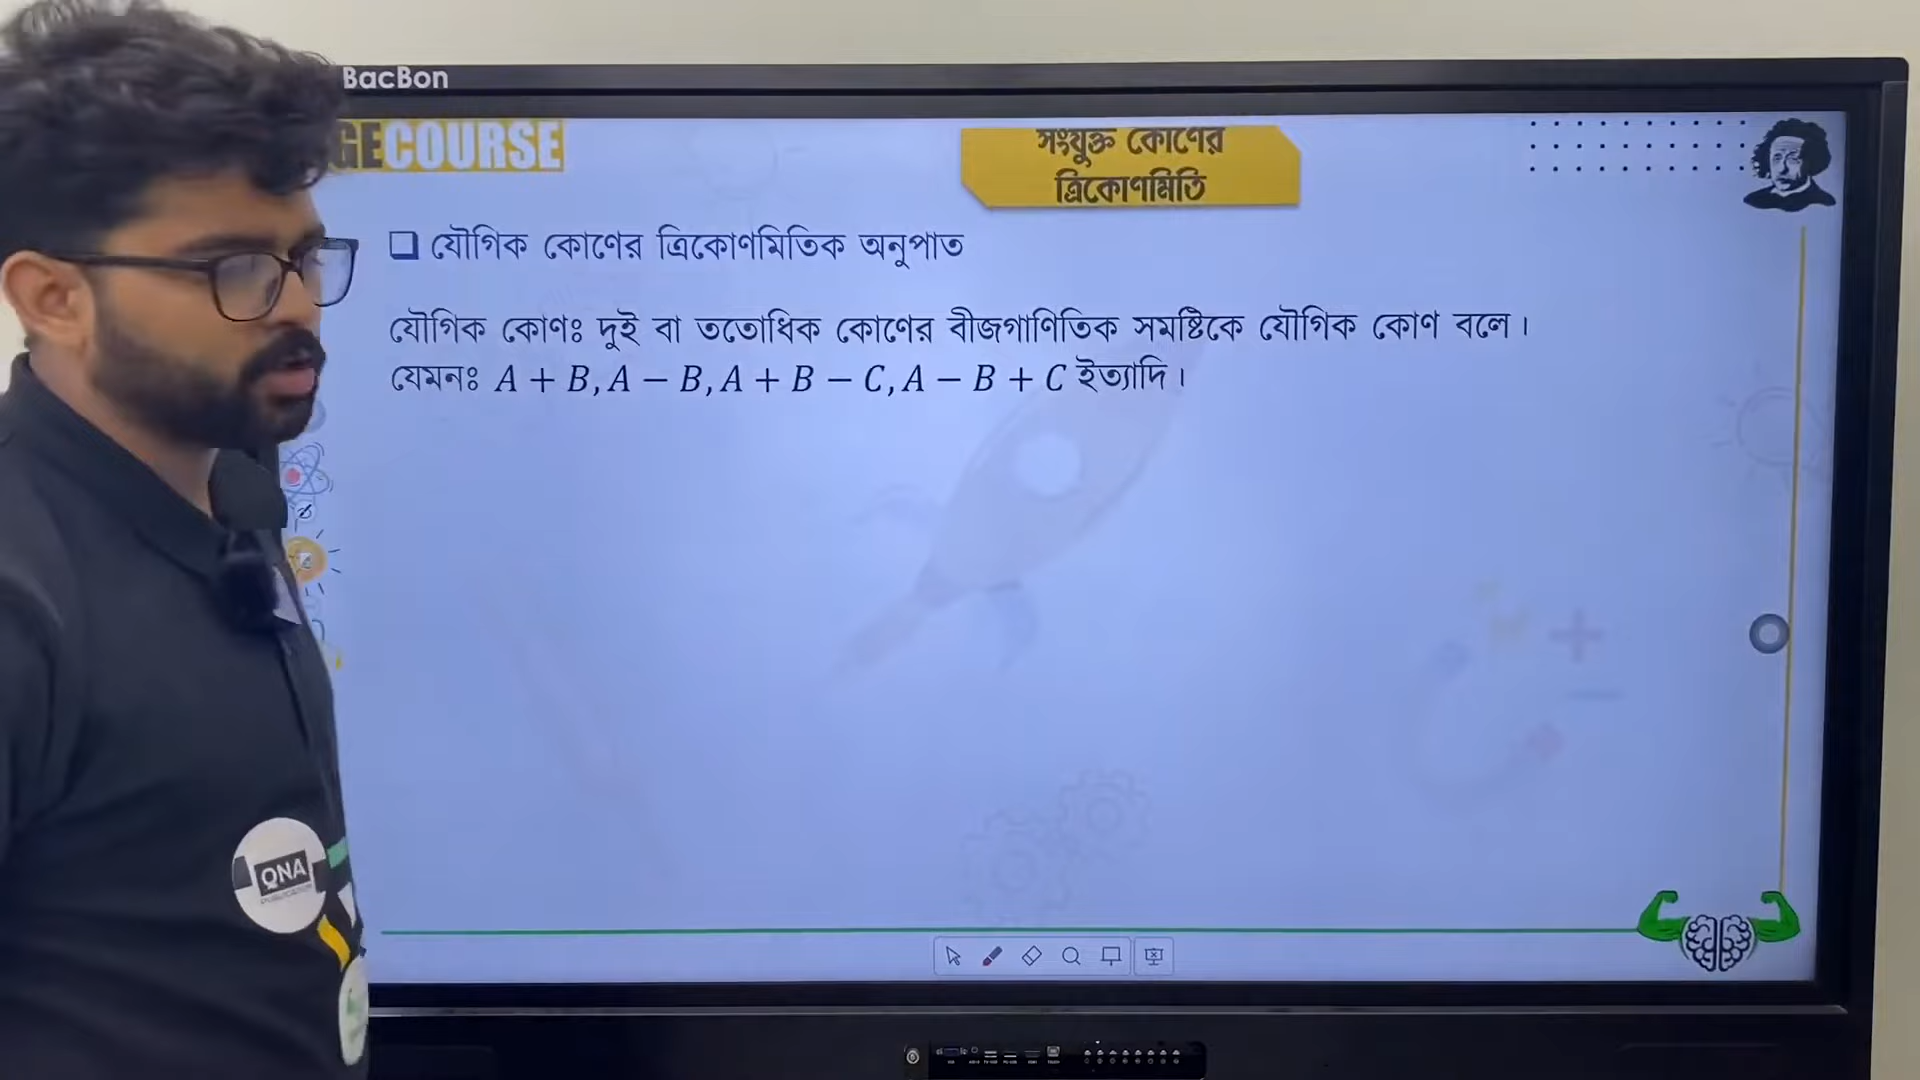 BacBon
GECOURSE
সংযুক্ত কোণের
ত্রিকোণমিতি
যৌগিক কোণের ত্রিকোণমিতিক অনুপাত
যৌগিক কোণঃ দুই বা ততোধিক কোণের বীজগাণিতিক সমষ্টিকে যৌগিক কোণ বলে।
যেমনঃ A + B, A − B, A + B − C, A − B + C ইত্যাদি।
QNA